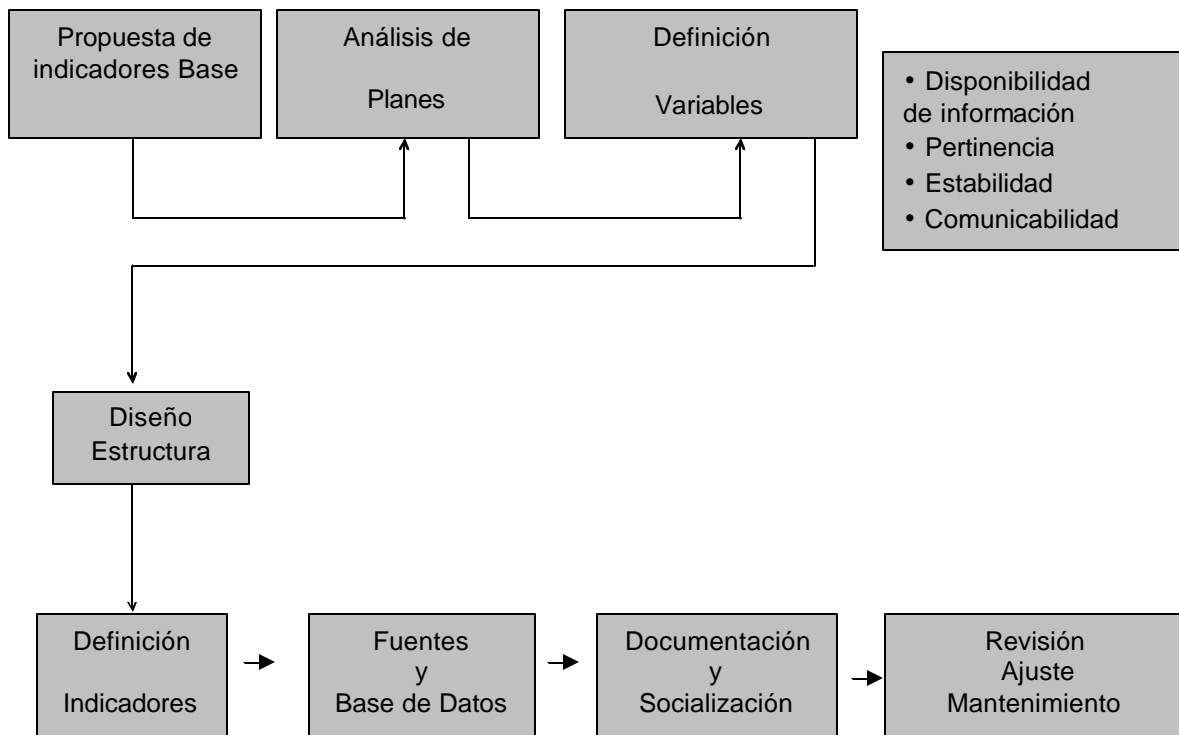 Propuesta de
indicadores Base
Análisis de
Planes
Definición
Variables
• Disponibilidad
de información
• Pertinencia
• Estabilidad
• Comunicabilidad
Diseño
Estructura
Definición
Indicadores
Fuentes
y
Base de Datos
Documentación
y
Socialización
Revisión
Ajuste
Mantenimiento